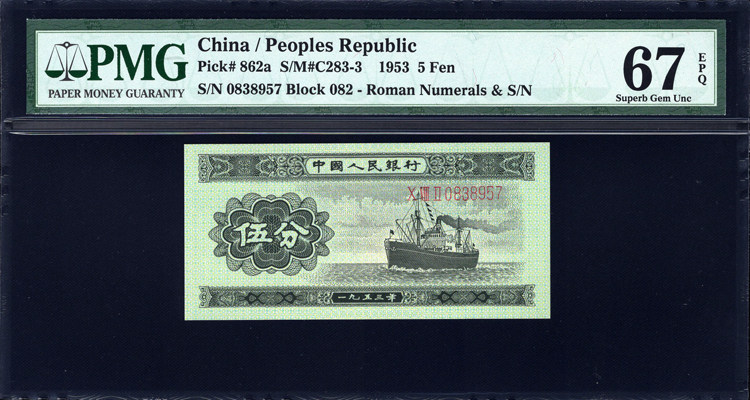 PMG
PAPER MONEY GUARANTY
China / Peoples Republic
Pick# 862a S/M#C283-3 1953 5 Fen
S/N 0838957 Block 082 - Roman Numerals & S/N
67 EPQ
Superb Gem Unc
中國人民銀行
X VIII II 0838957
伍分
一九五三年